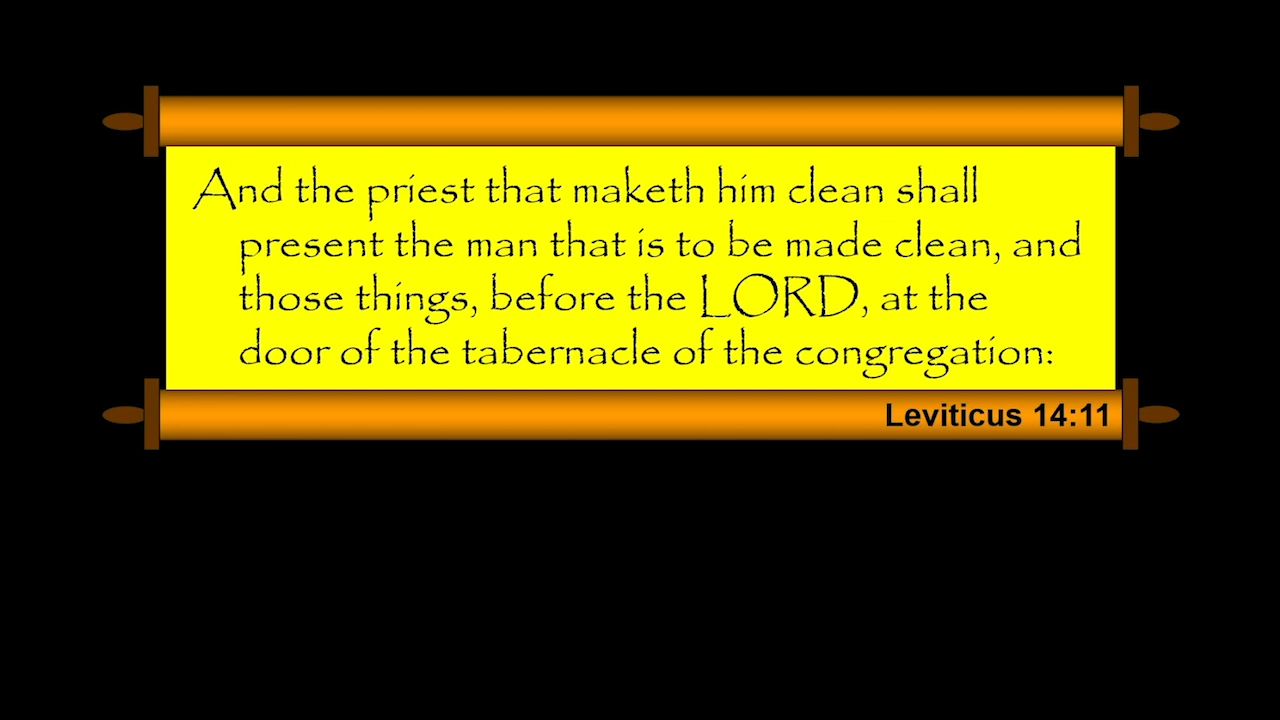 And the priest that maketh him clean shall
present the man that is to be made clean, and
those things, before the LORD, at the
door of the tabernacle of the congregation:
Leviticus 14:11